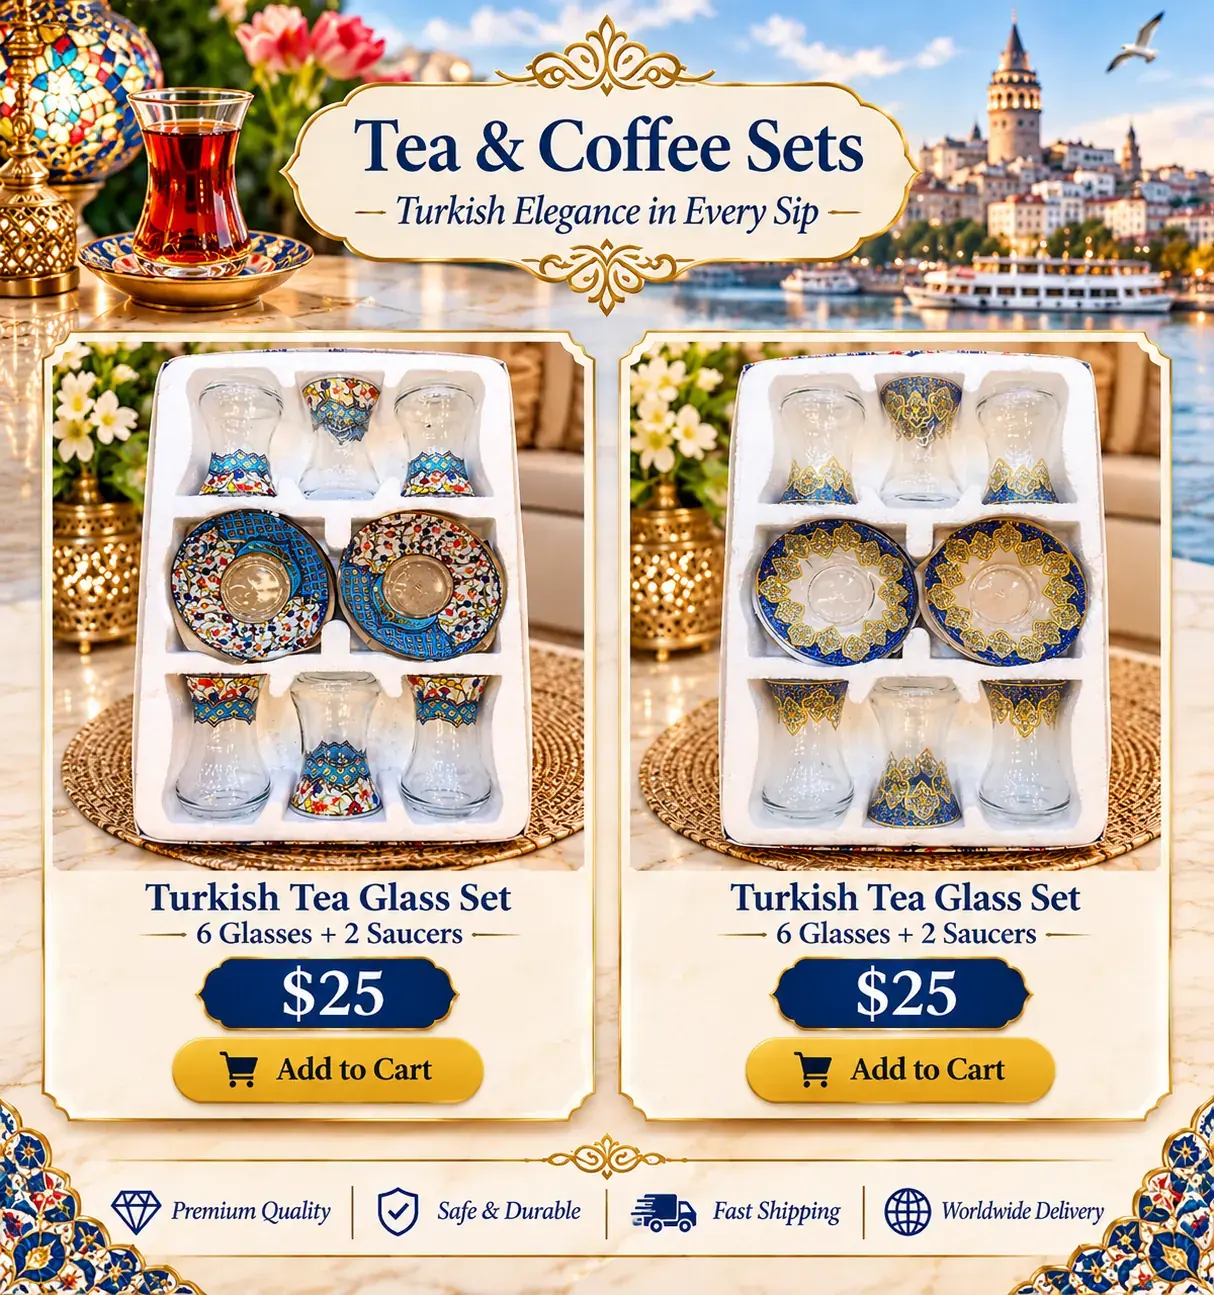 Tea & Coffee Sets
Turkish Elegance in Every Sip
Turkish Tea Glass Set
6 Glasses + 2 Saucers
$25
Add to Cart
Turkish Tea Glass Set
6 Glasses + 2 Saucers
$25
Add to Cart
Premium Quality
Safe & Durable
Fast Shipping
Worldwide Delivery